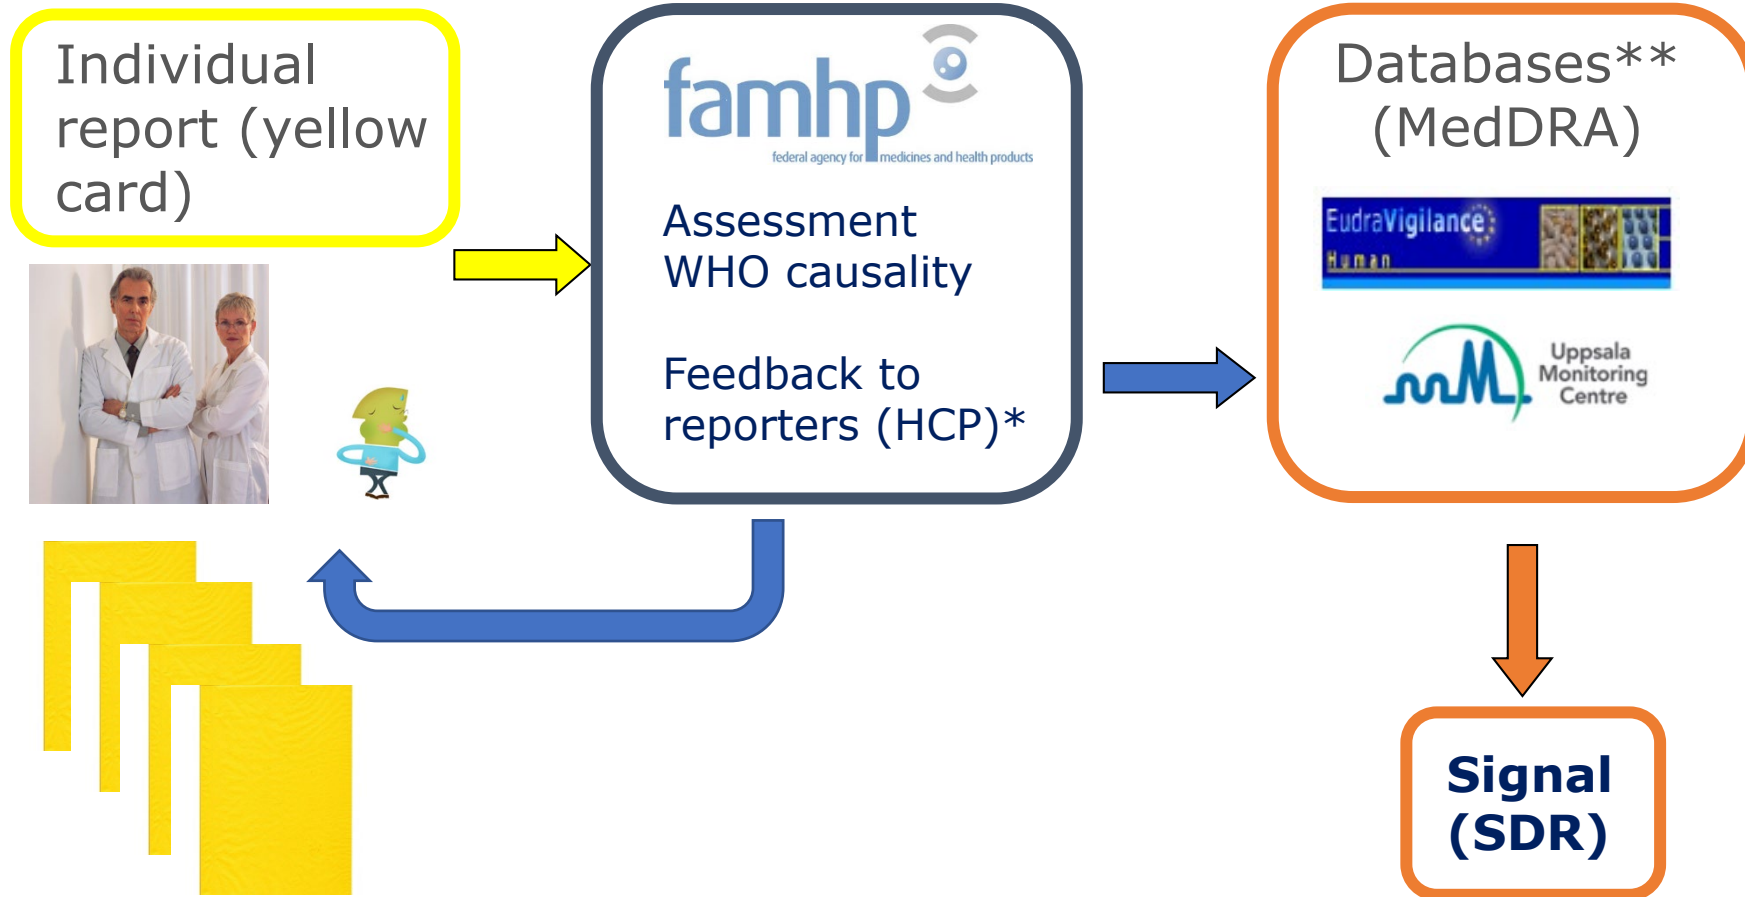 Individual
report (yellow
card)
famhp
federal agency for medicines and health products
Assessment
WHO causality
Feedback to
reporters (HCP)*
Databases**
(MedDRA)
EudraVigilance
Human
Uppsala
Monitoring
Centre
Signal
(SDR)